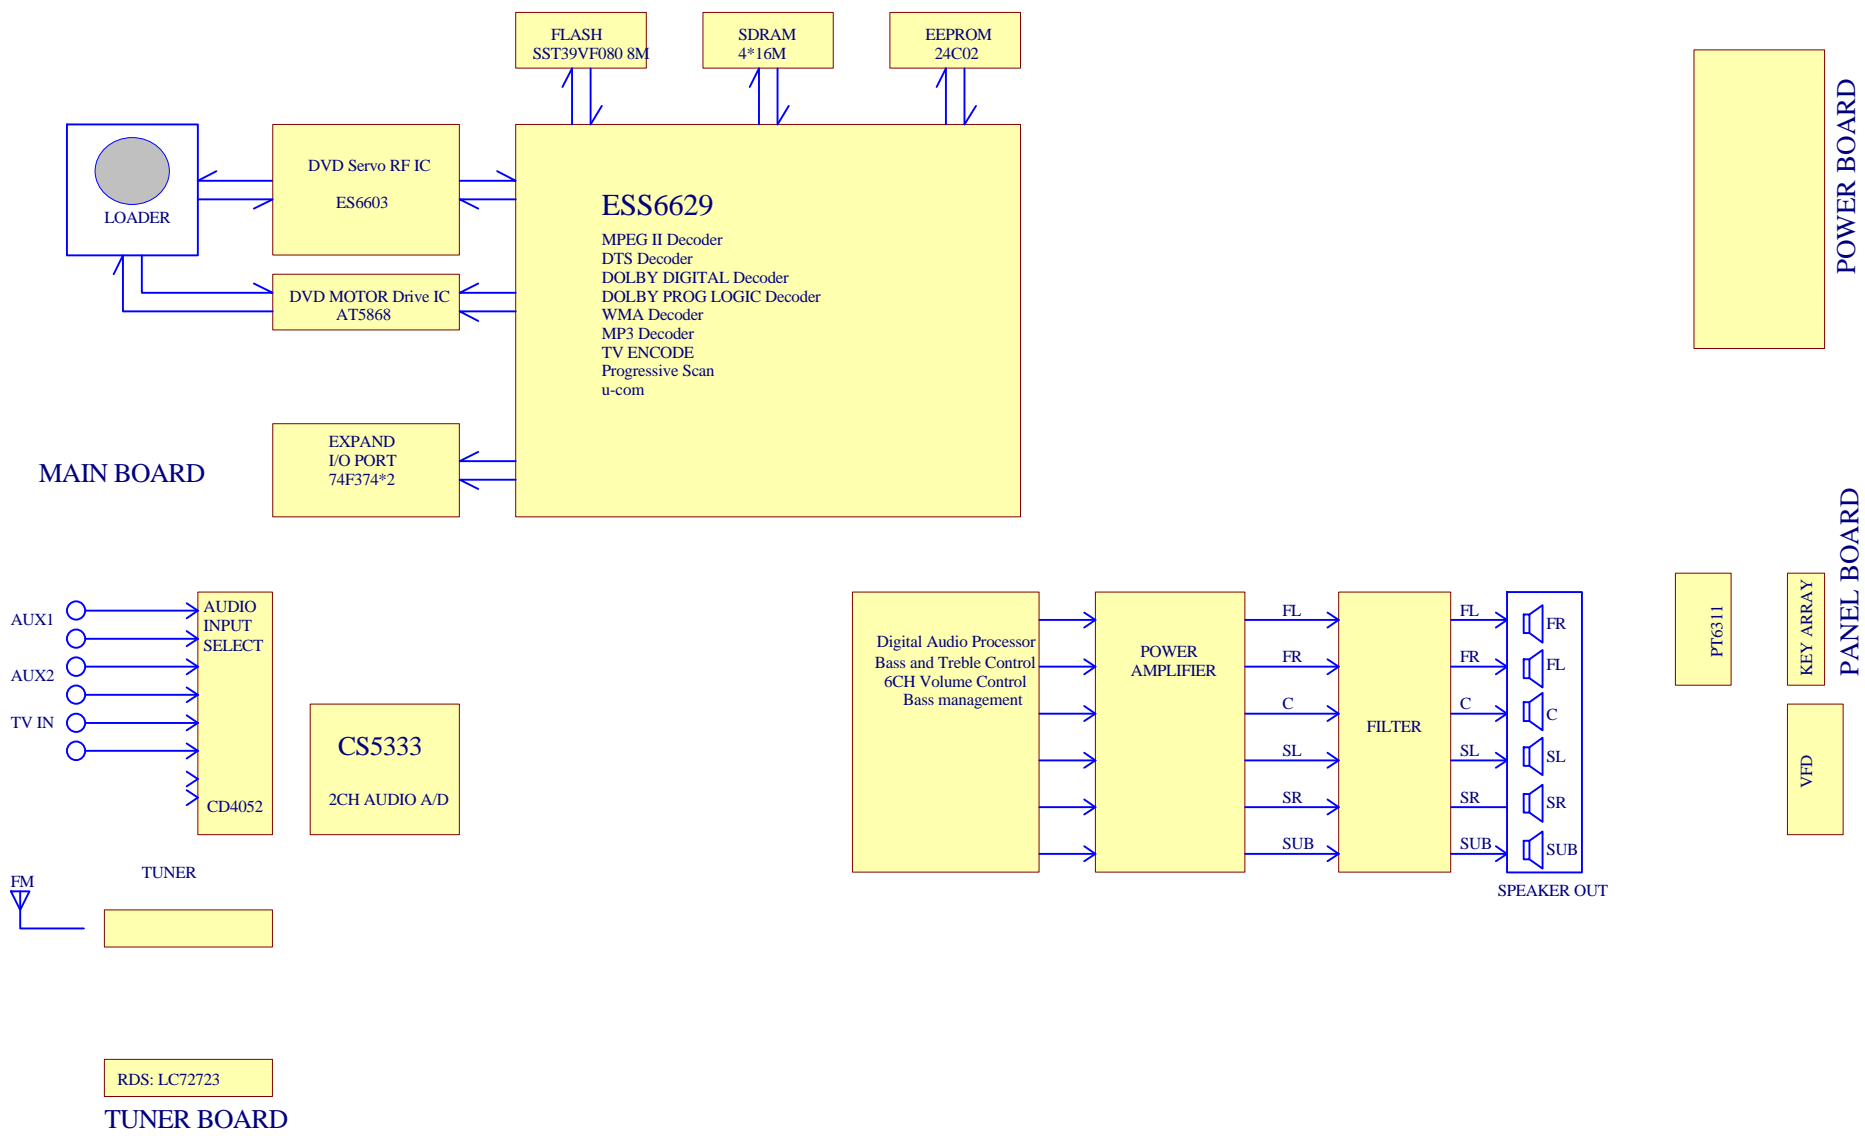 FLASH
SST39VF080 8M
SDRAM
4*16M
EEPROM
24C02
POWER BOARD
LOADER
DVD Servo RF IC
ES6603
DVD MOTOR Drive IC
AT5868
ESS6629
MPEG II Decoder
DTS Decoder
DOLBY DIGITAL Decoder
DOLBY PROG LOGIC Decoder
WMA Decoder
MP3 Decoder
TV ENCODE
Progressive Scan
u-com
EXPAND
I/O PORT
74F374*2
MAIN BOARD
PANEL BOARD
AUX1
AUX2
TV IN
AUDIO
INPUT
SELECT
CD4052
CS5333
2CH AUDIO A/D
Digital Audio Processor
Bass and Treble Control
6CH Volume Control
Bass management
POWER
AMPLIFIER
FL
FR
C
SL
SR
SUB
FILTER
FL
FR
C
SL
SR
SUB
FR
FL
C
SL
SR
SUB
SPEAKER OUT
PT6311
KEY ARRAY
VFD
TUNER
FM
RDS: LC72723
TUNER BOARD